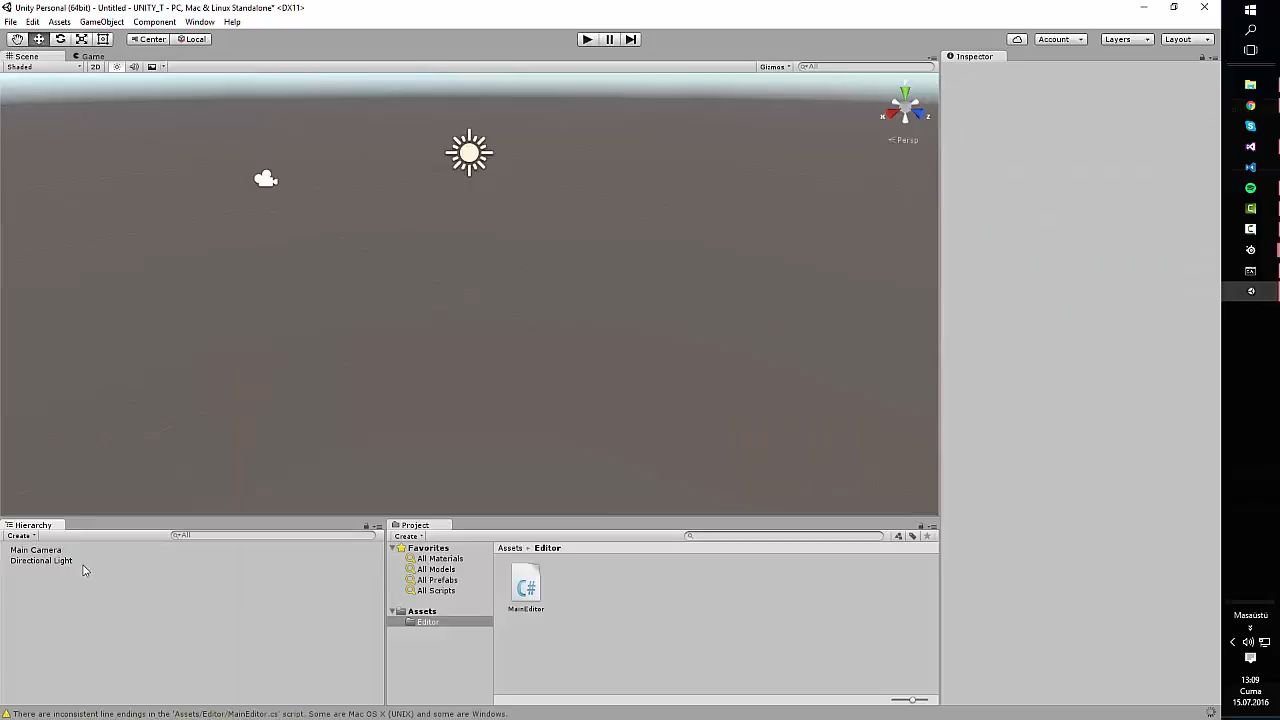 Unity Personal (64bit) - Untitled - UNITY_T - PC, Mac & Linux Standalone* <DX11>
File Edit Assets GameObject Component Window Help
Center Local Account Layers Layout
Scene Game Inspector
Shaded 2D Gizmos All
x z
Persp
Hierarchy Project
Create All Create
Main Camera
Directional Light
Favorites
All Materials
All Models
All Prefabs
All Scripts
Assets
Editor
Assets Editor
C#
MainEditor
There are inconsistent line endings in the 'Assets/Editor/MainEditor.cs' script. Some are Mac OS X (UNIX) and some are Windows.
Masaüstü
13:09
Cuma
15.07.2016